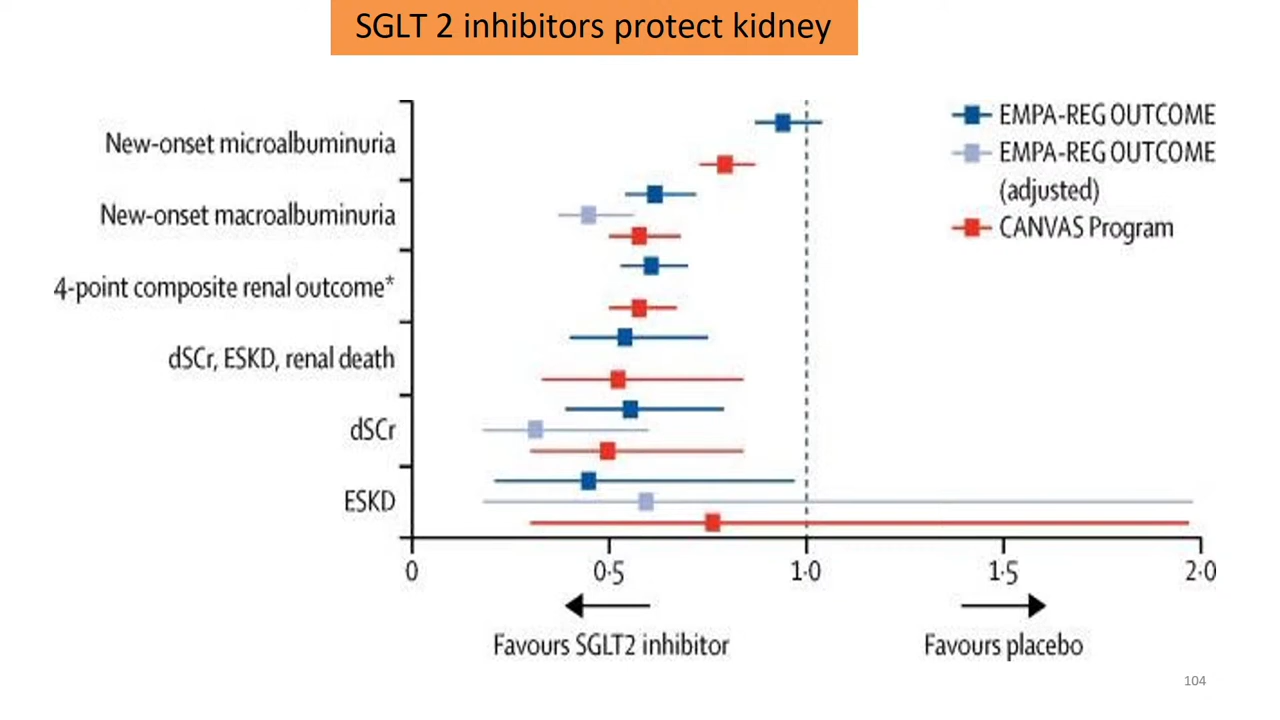 SGLT 2 inhibitors protect kidney
New-onset microalbuminuria
New-onset macroalbuminuria
4-point composite renal outcome*
dSCr, ESKD, renal death
dSCr
ESKD
EMPA-REG OUTCOME
EMPA-REG OUTCOME
(adjusted)
CANVAS Program
0 0·5 1·0 1·5 2·0
Favours SGLT2 inhibitor Favours placebo
104